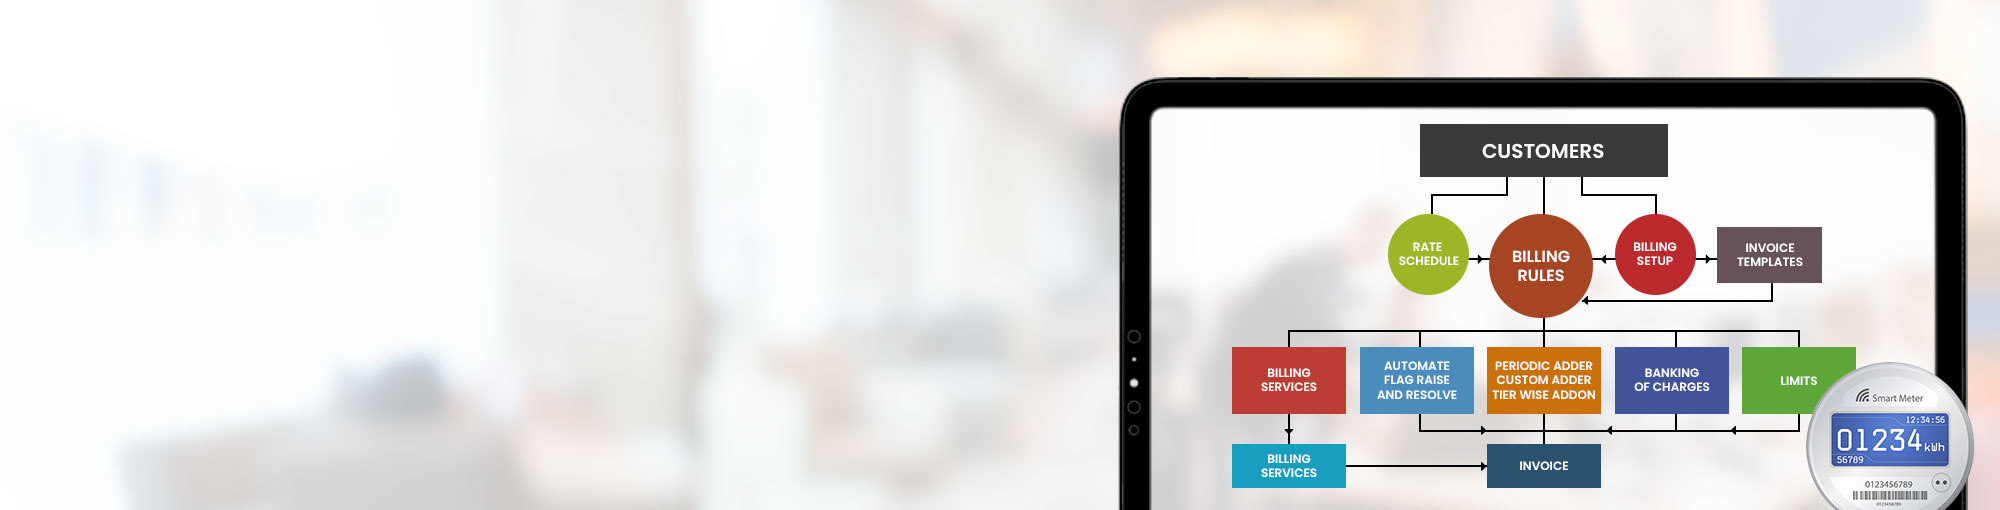 CUSTOMERS
RATE
SCHEDULE
BILLING
RULES
BILLING
SETUP
INVOICE
TEMPLATES
BILLING
SERVICES
AUTOMATE
FLAG RAISE
AND RESOLVE
PERIODIC ADDER
CUSTOM ADDER
TIER WISE ADDON
BANKING
OF CHARGES
LIMITS
BILLING
SERVICES
INVOICE
Smart Meter
12:34:56
01234 kWh
56789
0123456789
0123456789